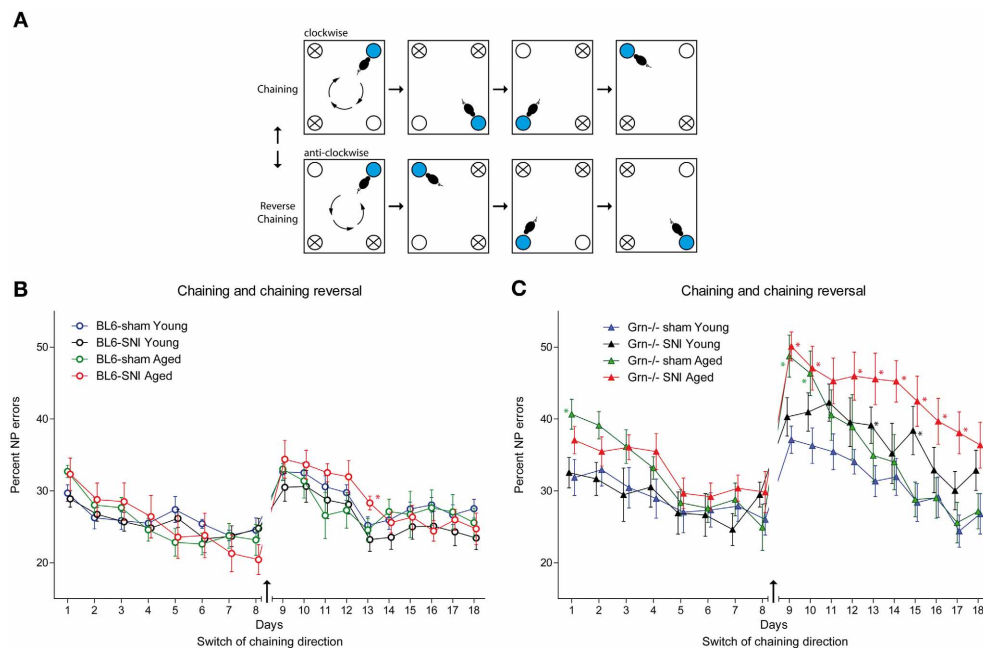 A
clockwise
Chaining
anti-clockwise
Reverse
Chaining
B
Chaining and chaining reversal
BL6-sham Young
BL6-SNI Young
BL6-sham Aged
BL6-SNI Aged
Percent NP errors
50
40
30
20
*
1 2 3 4 5 6 7 8 9 10 11 12 13 14 15 16 17 18
Days
Switch of chaining direction
C
Chaining and chaining reversal
Grn-/- sham Young
Grn-/- SNI Young
Grn-/- sham Aged
Grn-/- SNI Aged
Percent NP errors
50
40
30
20
* * * * * * * * * * * * * *
1 2 3 4 5 6 7 8 9 10 11 12 13 14 15 16 17 18
Days
Switch of chaining direction